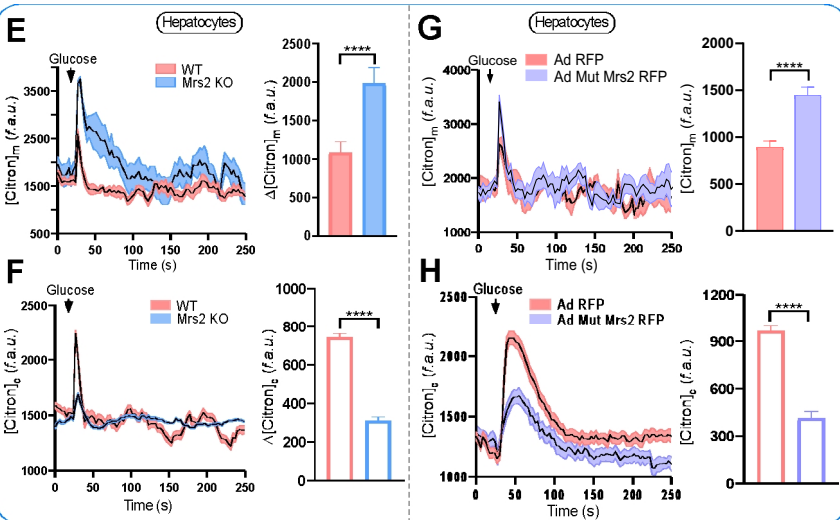 Hepatocytes
E
Glucose
WT
Mrs2 KO
[Citron]m (f.a.u.)
3500
2500
1500
500
0 50 100 150 200 250
Time (s)
****
Δ[Citron]m (f.a.u.)
2500
2000
1500
1000
500
0
F
Glucose
WT
Mrs2 KO
[Citron]c (f.a.u.)
2500
2000
1500
1000
0 50 100 150 200 250
Time (s)
****
Λ[Citron]c (f.a.u.)
800
600
400
200
0
Hepatocytes
G
Glucose
Ad RFP
Ad Mut Mrs2 RFP
[Citron]m (f.a.u.)
4000
3000
2000
1000
0 50 100 150 200 250
Time (s)
****
[Citron]m (f.a.u.)
2000
1500
1000
500
0
H
Glucose
Ad RFP
Ad Mut Mrs2 RFP
[Citron]c (f.a.u.)
2500
2000
1500
1000
0 50 100 150 200 250
Time (s)
****
[Citron]c (f.a.u.)
1200
900
600
300
0